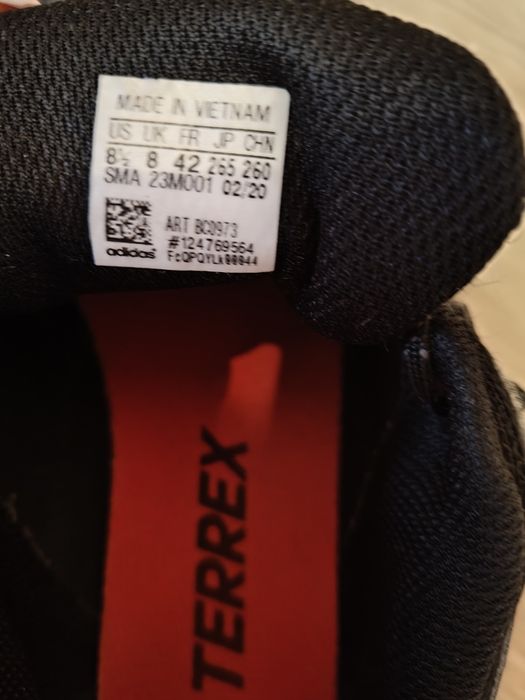 MADE IN VIETNAM
US UK FR JP CHN
8½ 8 42 265 260
SMA 23M001 02/20
ART BC0973
#124769564
adidas FcQPQYLk00044
TERREX